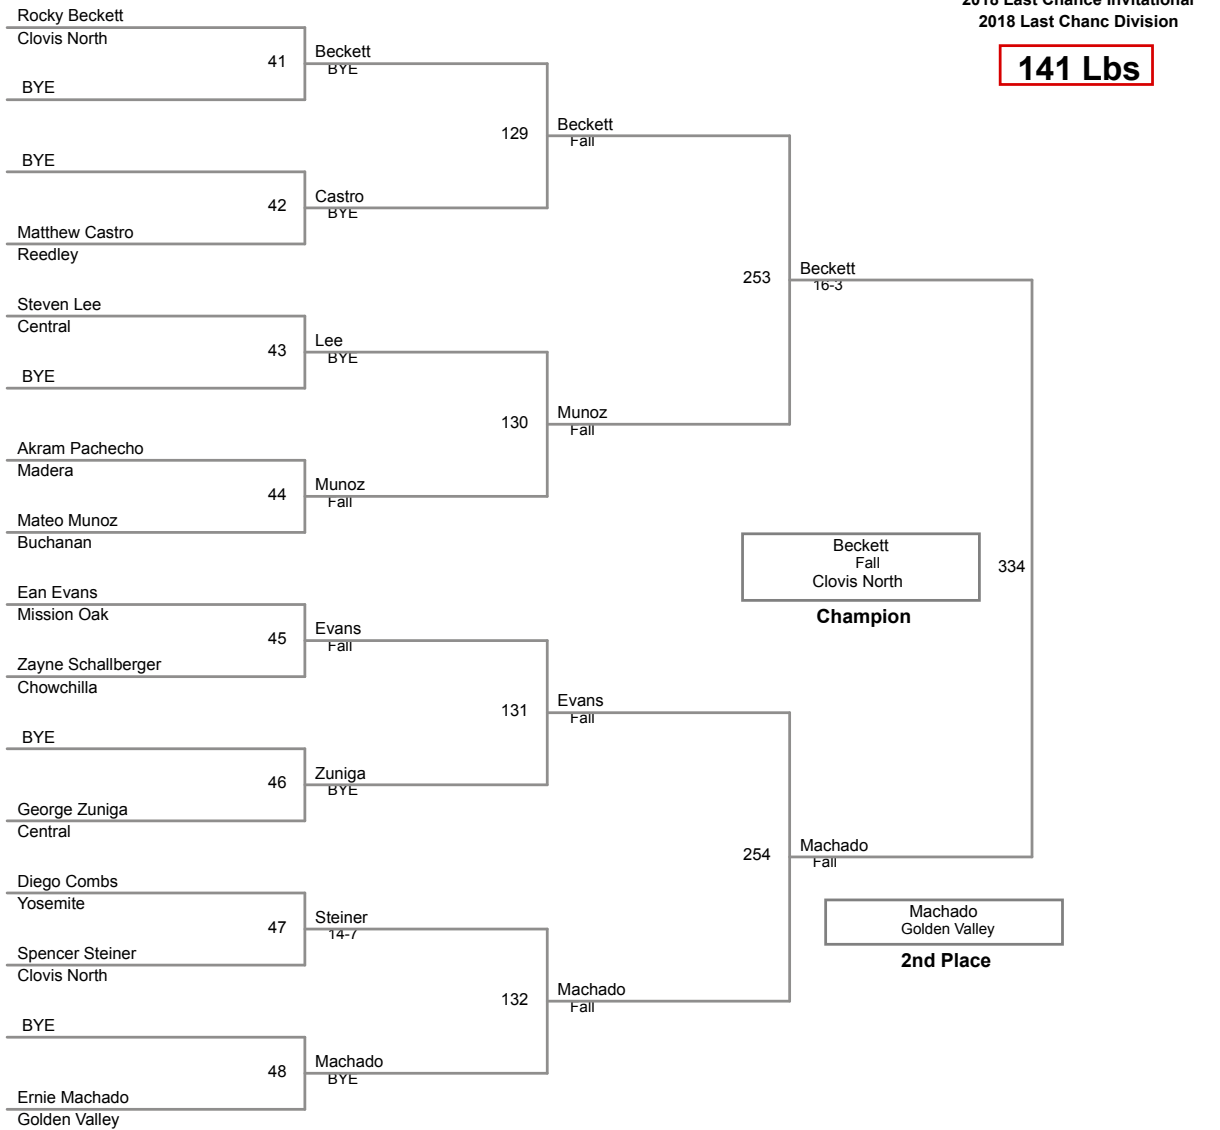 2018 Last Chance Invitational
2018 Last Chanc Division
141 Lbs
Rocky Beckett
Clovis North
41
BYE
Beckett
BYE
129
BYE
42
Matthew Castro
Reedley
Castro
BYE
Beckett
Fall
253
Steven Lee
Central
43
BYE
Lee
BYE
130
Akram Pachecho
Madera
44
Mateo Munoz
Buchanan
Munoz
Fall
Munoz
Fall
Beckett
16-3
334
Beckett
Fall
Clovis North
Champion
Ean Evans
Mission Oak
45
Zayne Schallberger
Chowchilla
Evans
Fall
131
BYE
46
George Zuniga
Central
Zuniga
BYE
Evans
Fall
254
Diego Combs
Yosemite
47
Spencer Steiner
Clovis North
Steiner
14-7
132
BYE
48
Ernie Machado
Golden Valley
Machado
BYE
Machado
Fall
Machado
Fall
Machado
Golden Valley
2nd Place